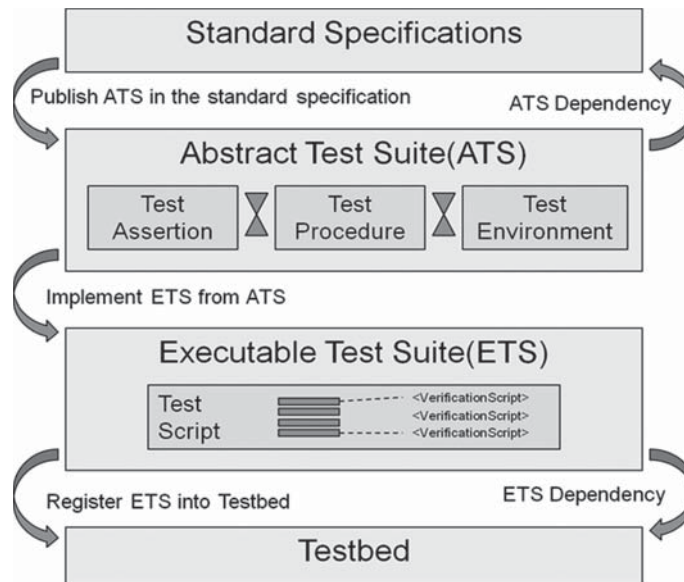 Standard Specifications
Publish ATS in the standard specification
ATS Dependency
Abstract Test Suite(ATS)
Test
Assertion
Test
Procedure
Test
Environment
Implement ETS from ATS
Executable Test Suite(ETS)
Test
Script
<VerificationScript>
<VerificationScript>
<VerificationScript>
Register ETS into Testbed
ETS Dependency
Testbed